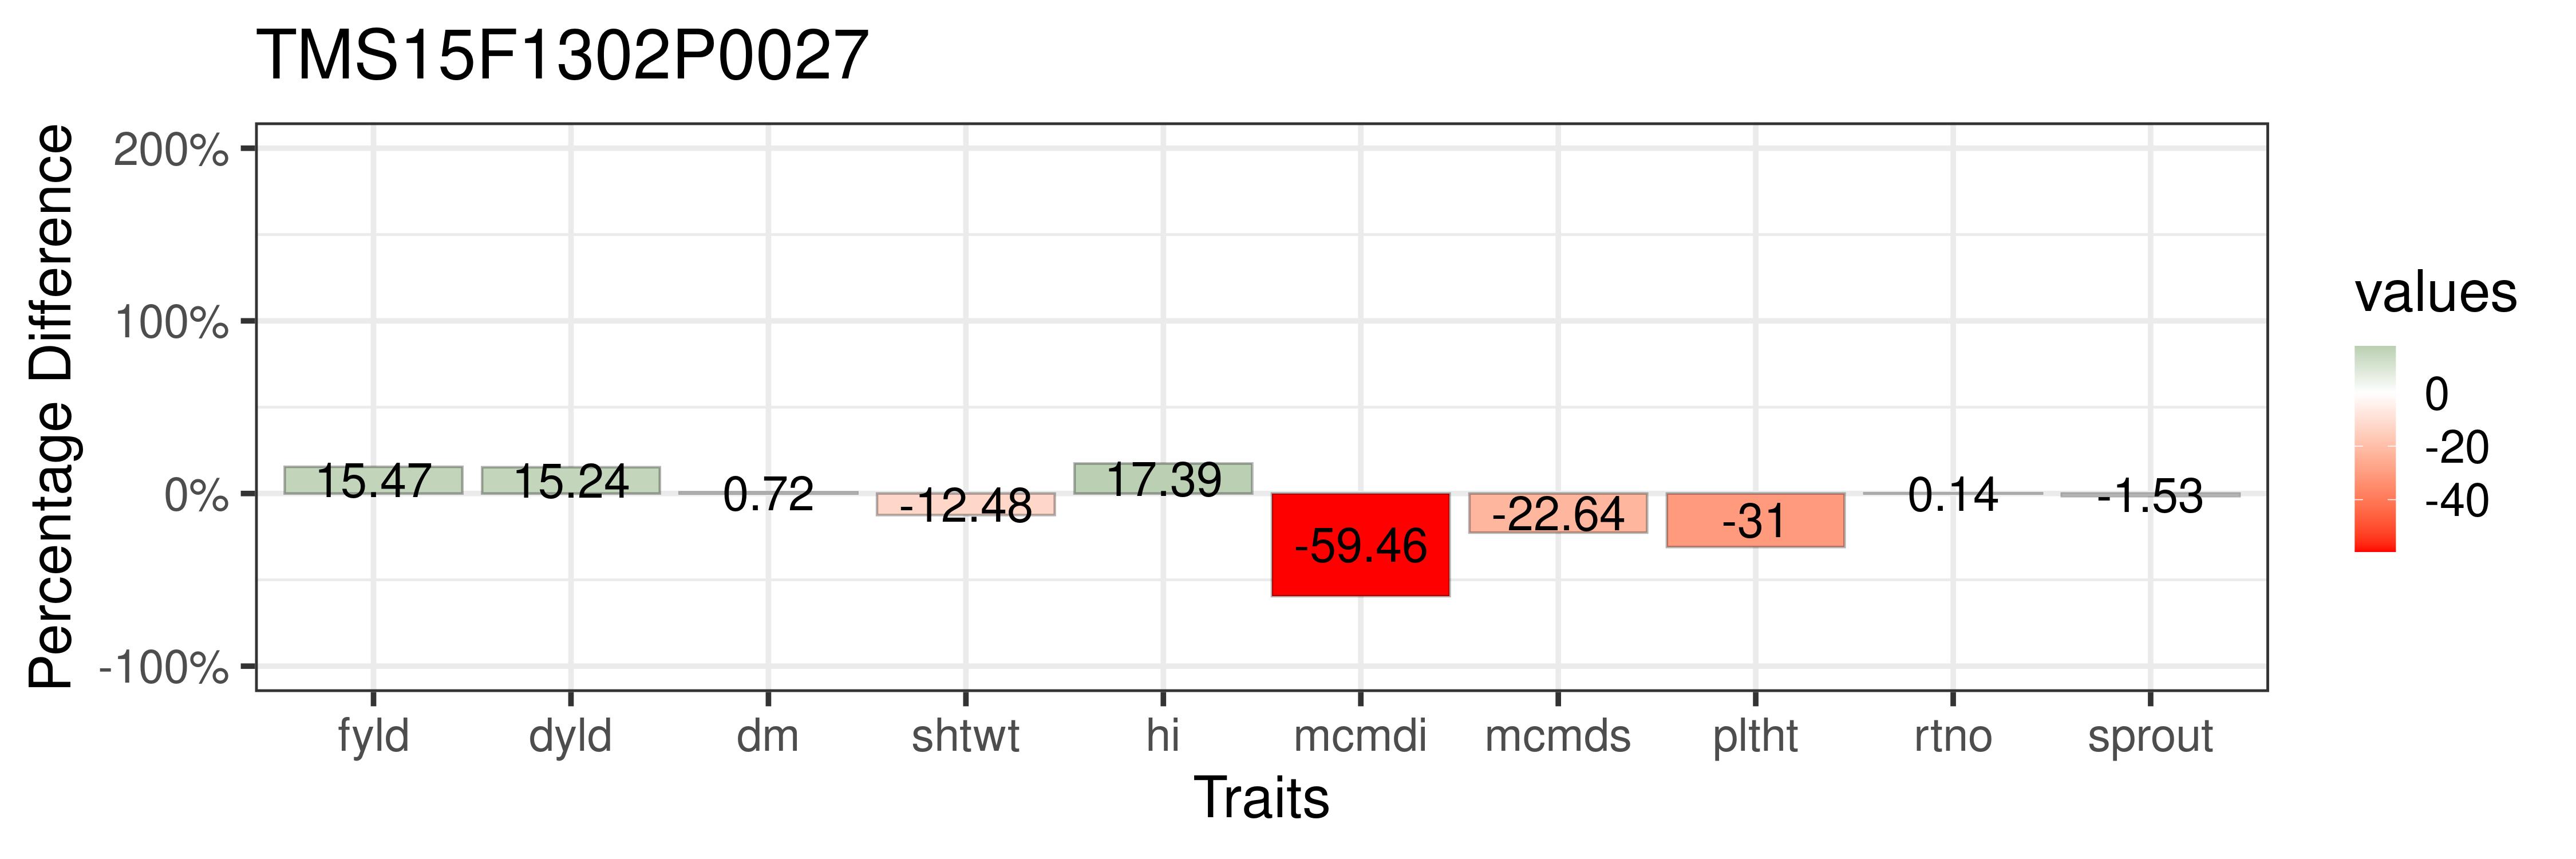 TMS15F1302P0027
Percentage Difference
200%
100%
0%
-100%
15.47
15.24
0.72
-12.48
17.39
-59.46
-22.64
-31
0.14
-1.53
fyld
dyld
dm
shtwt
hi
mcmdi
mcmds
pltht
rtno
sprout
Traits
values
0
-20
-40